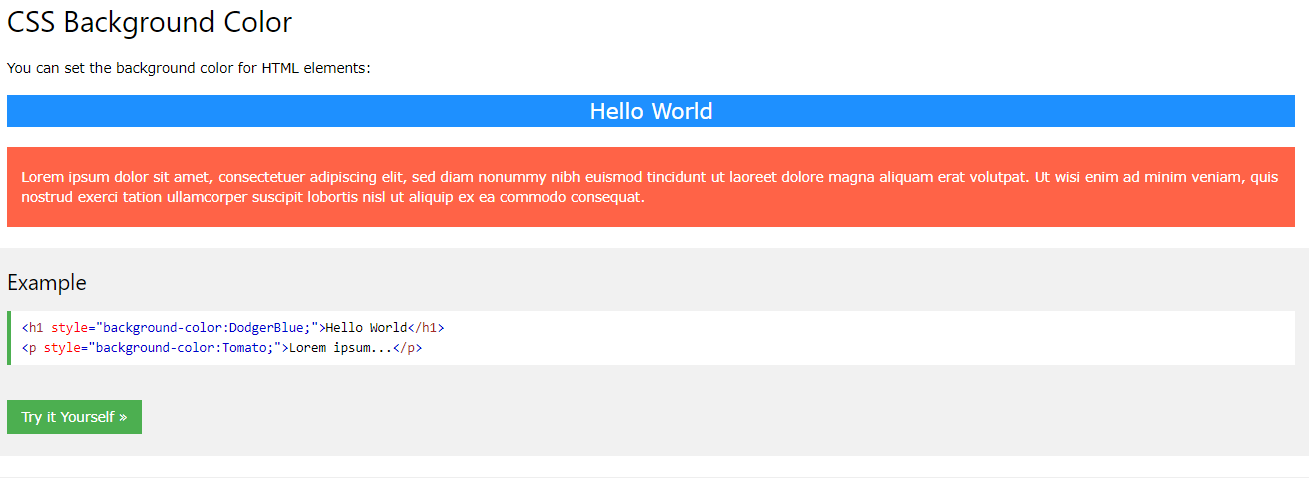 CSS Background Color
You can set the background color for HTML elements:
Hello World
Lorem ipsum dolor sit amet, consectetuer adipiscing elit, sed diam nonummy nibh euismod tincidunt ut laoreet dolore magna aliquam erat volutpat. Ut wisi enim ad minim veniam, quis
nostrud exerci tation ullamcorper suscipit lobortis nisl ut aliquip ex ea commodo consequat.
Example
<h1 style="background-color:DodgerBlue;">Hello World</h1>
<p style="background-color:Tomato;">Lorem ipsum...</p>
Try it Yourself »